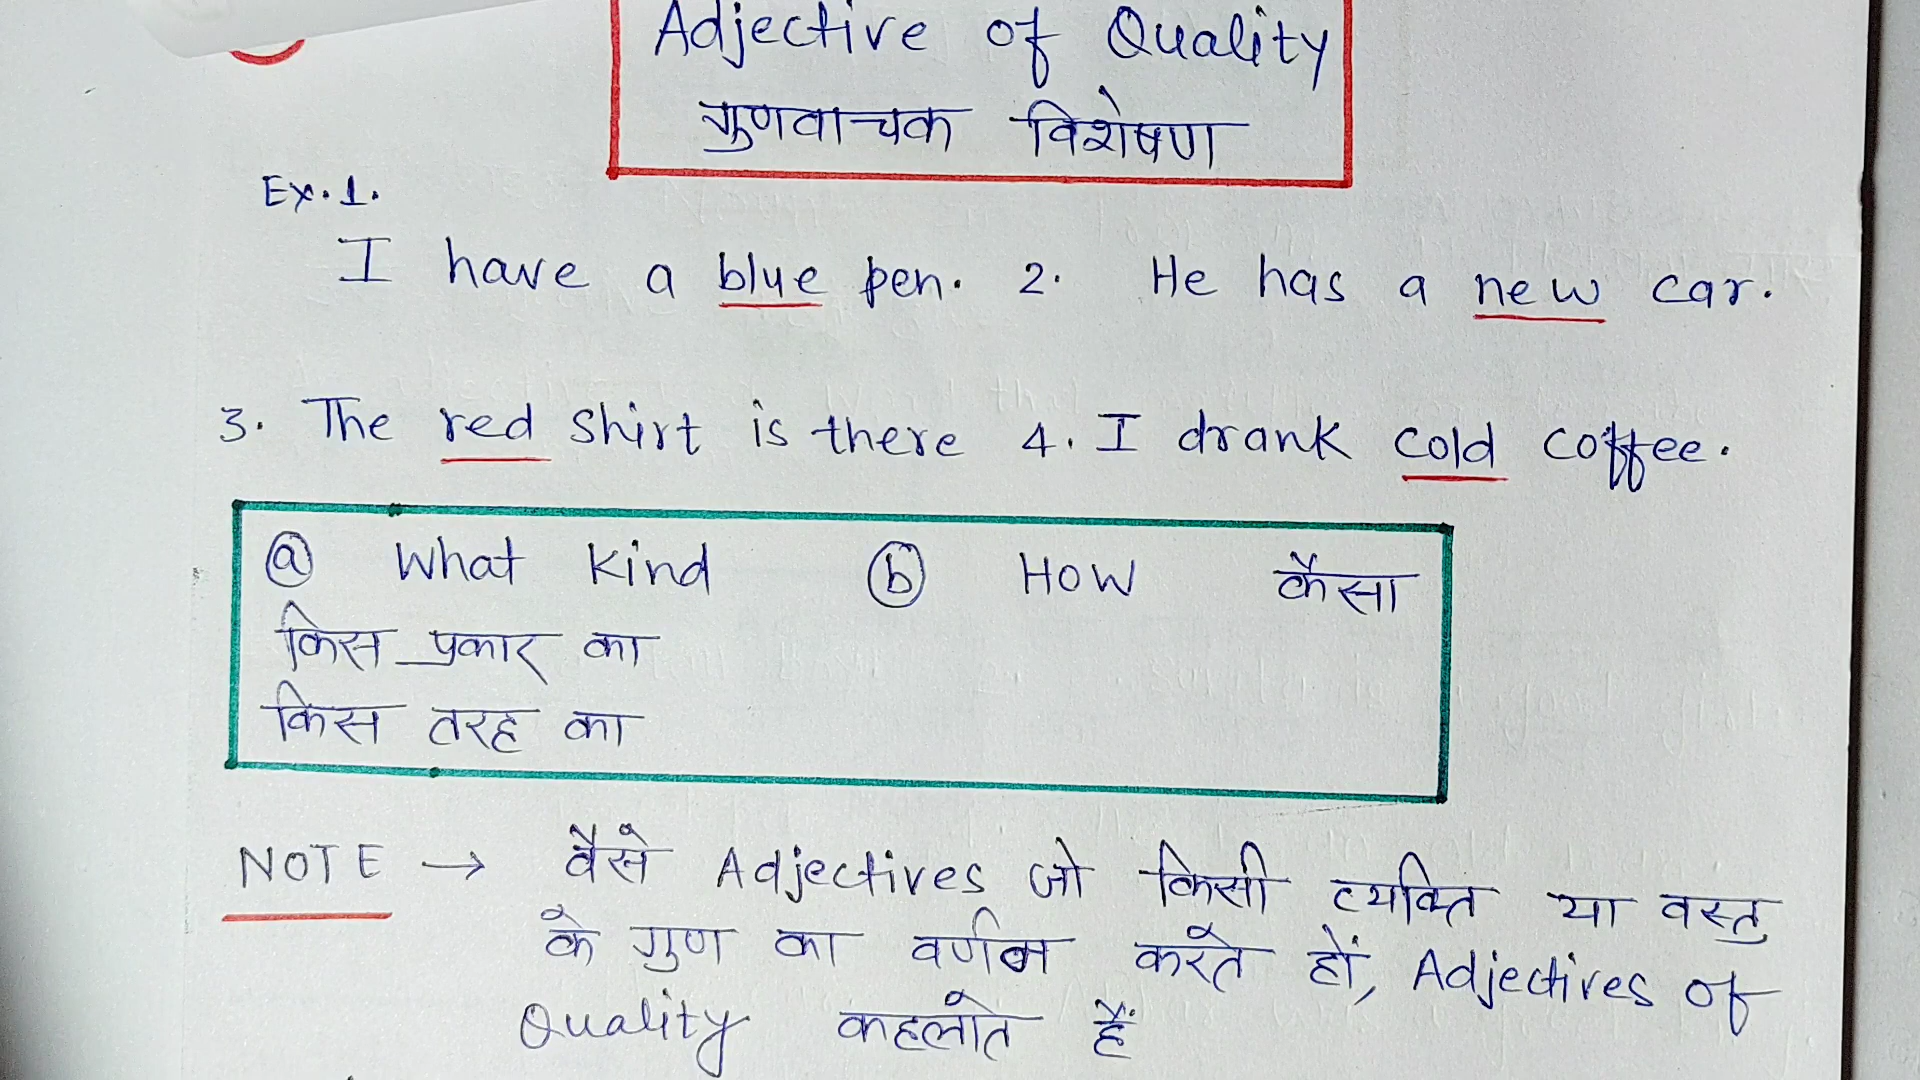 Adjective of Quality
गुणवाचक विशेषण
Ex.1.
I have a blue pen. 2. He has a new car.
3. The red shirt is there 4. I drank cold coffee.
ⓐ What kind ⓑ How कैसा
किस प्रकार का
किस तरह का
NOTE → वैसे Adjectives जो किसी व्यक्ति या वस्तु
के गुण का वर्णन करते हों, Adjectives of
Quality कहलाते हैं